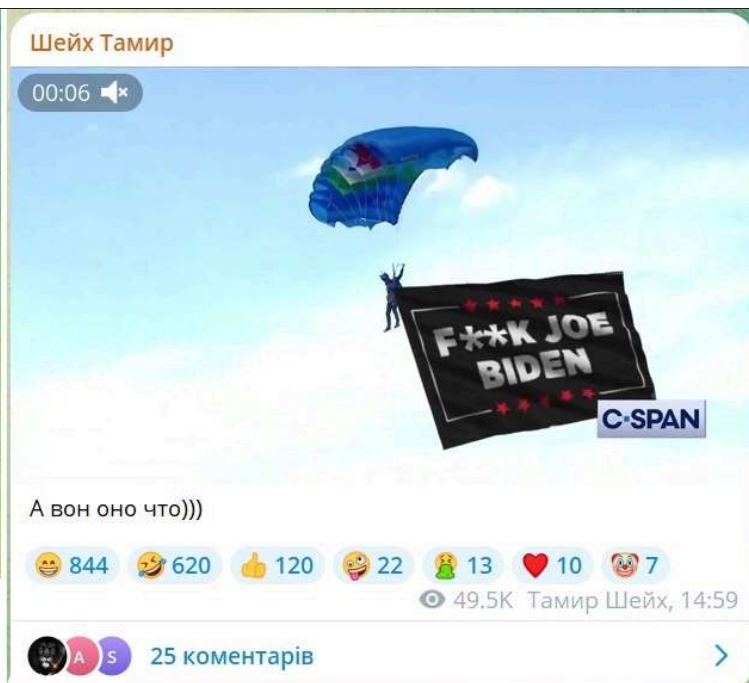 Шейх Тамир
00:06
F**K JOE
BIDEN
C-SPAN
А вон оно что)))
844 620 120 22 13 10 7
49.5K Тамир Шейх, 14:59
A S 25 коментарів